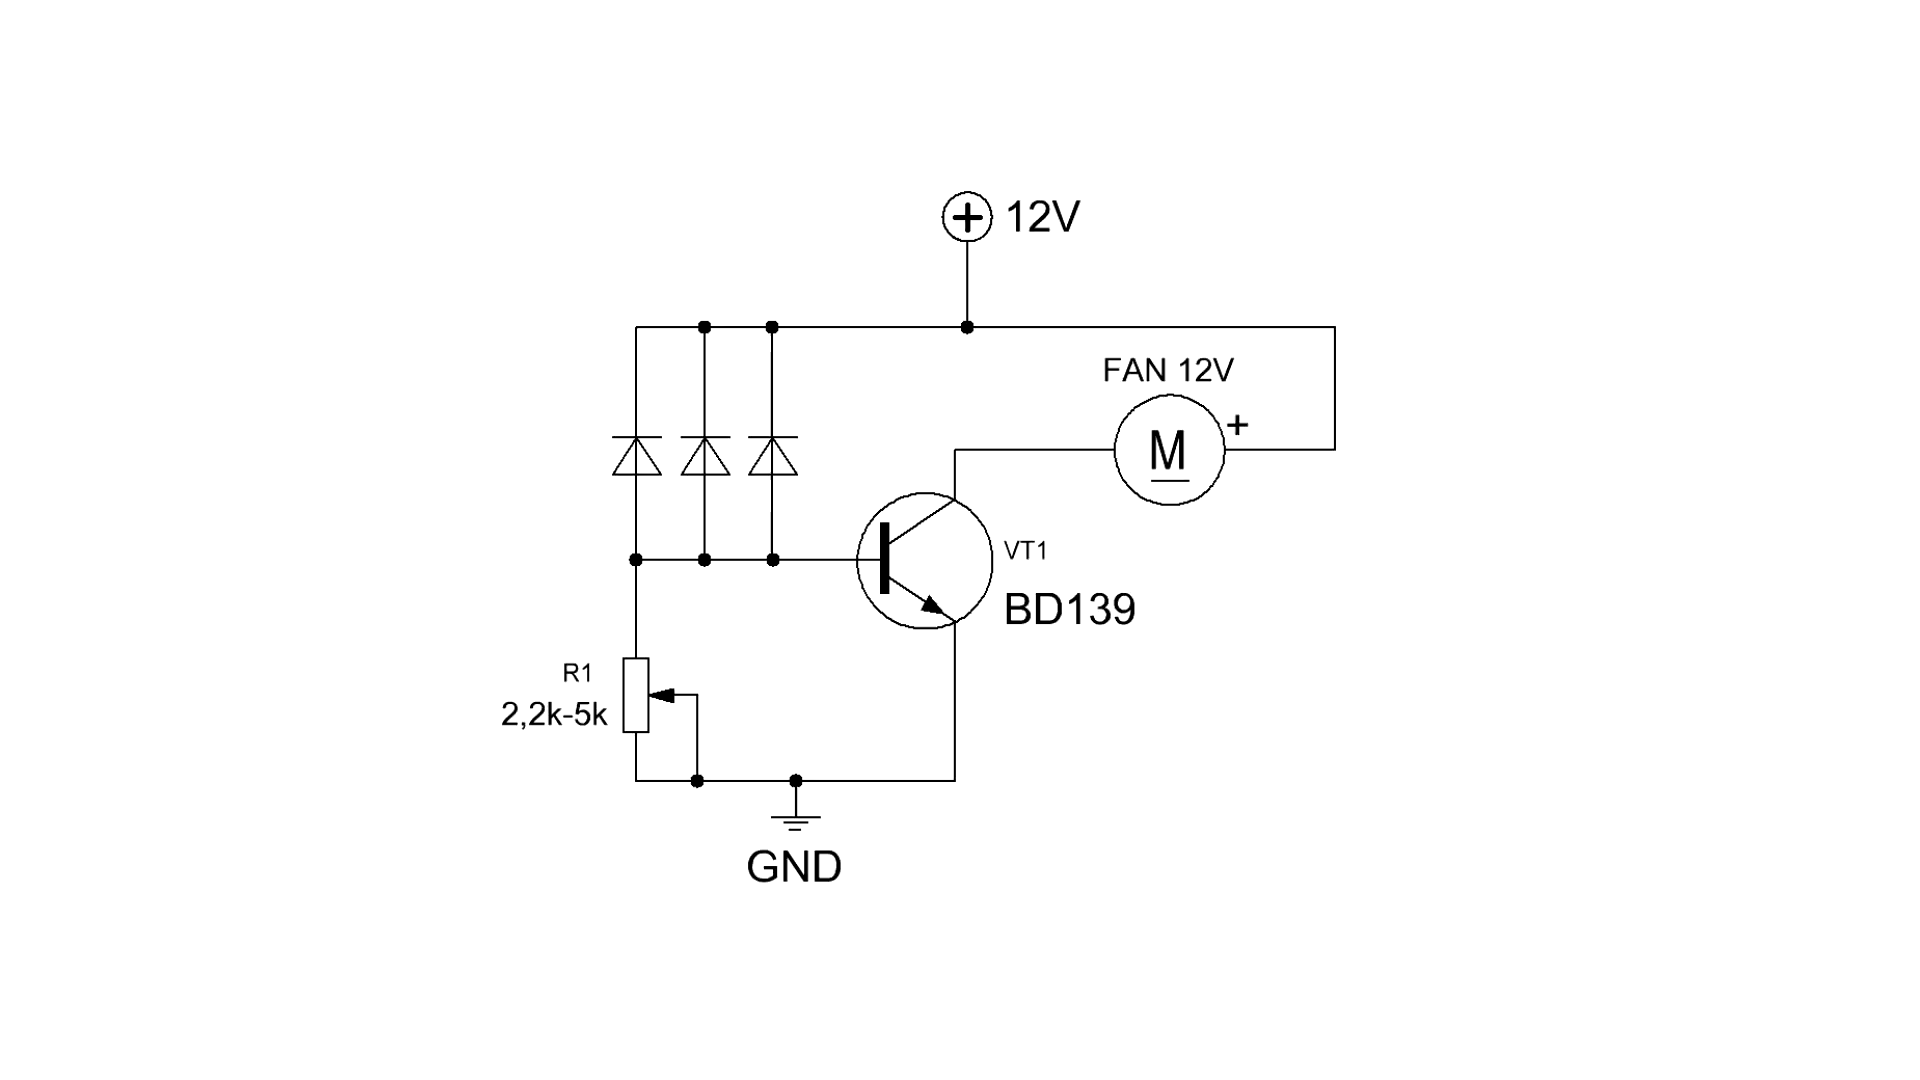 12V
FAN 12V
+
M
VT1
BD139
R1
2,2k-5k
GND